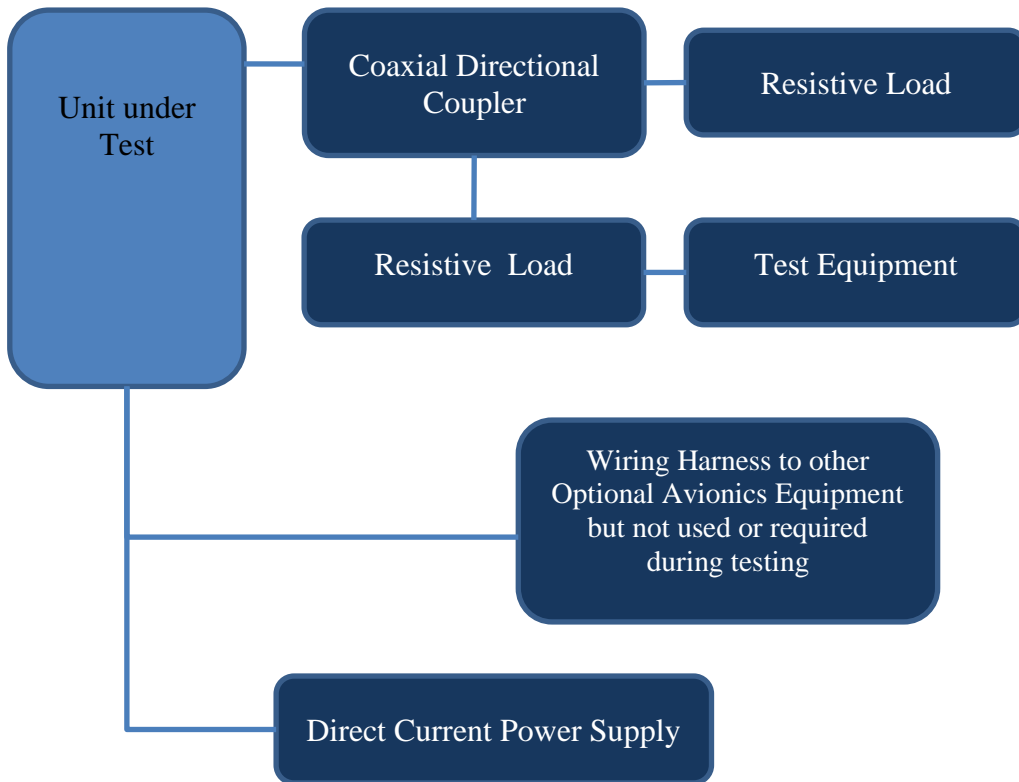 Unit under
Test
Coaxial Directional
Coupler
Resistive Load
Resistive  Load
Test Equipment
Wiring Harness to other
Optional Avionics Equipment
but not used or required
during testing
Direct Current Power Supply